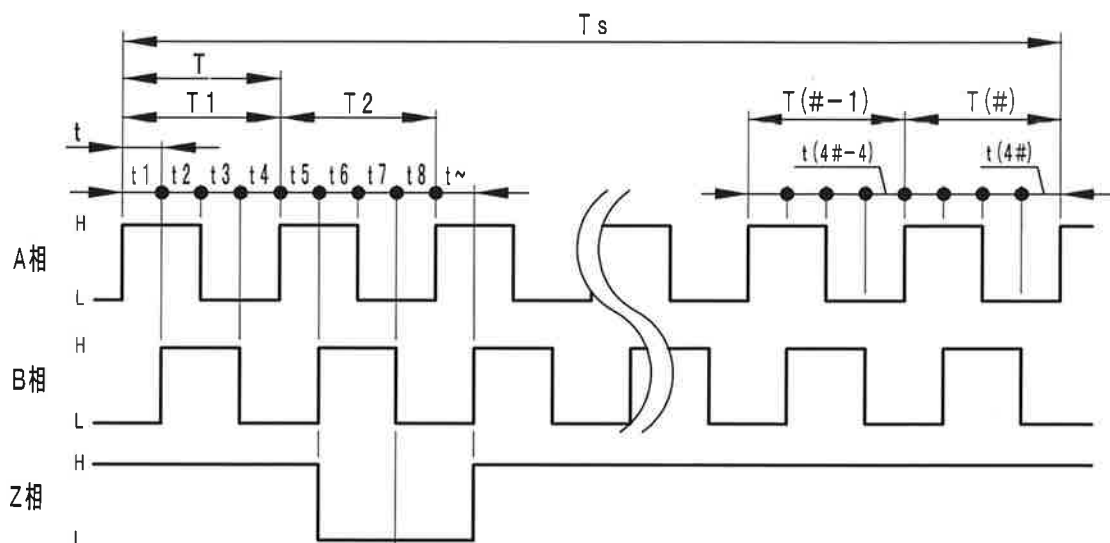 Ts
T
T1 T2 T(#-1) T(#)
t t(4#-4) t(4#)
t1 t2 t3 t4 t5 t6 t7 t8 t~
H
A相
L
H
B相
L
H
Z相
L